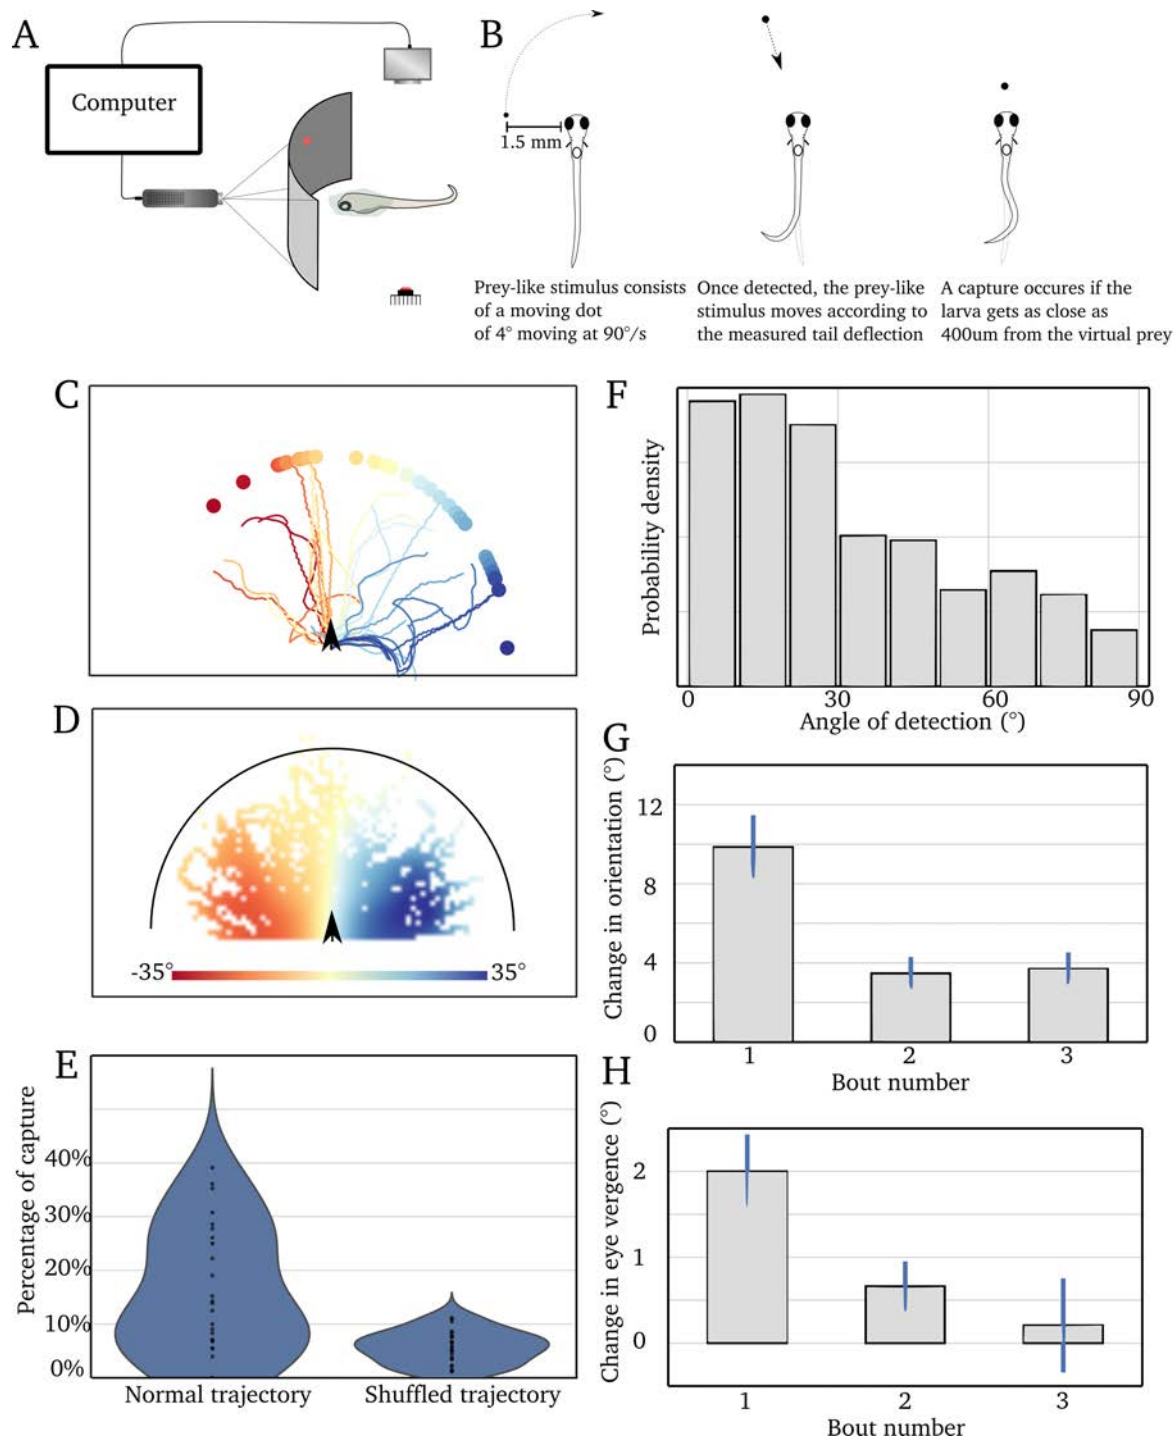 A
Computer
B
1.5 mm
Prey-like stimulus consists
of a moving dot
of 4° moving at 90°/s
Once detected, the prey-like
stimulus moves according to
the measured tail deflection
A capture occures if the
larva gets as close as
400um from the virtual prey
C
D
-35°
35°
E
Percentage of capture
40%
30%
20%
10%
0%
Normal trajectory
Shuffled trajectory
F
Probability density
0
30
60
90
Angle of detection (°)
G
Change in orientation (°)
12
8
4
0
1
2
3
Bout number
H
Change in eye vergence (°)
2
1
0
1
2
3
Bout number